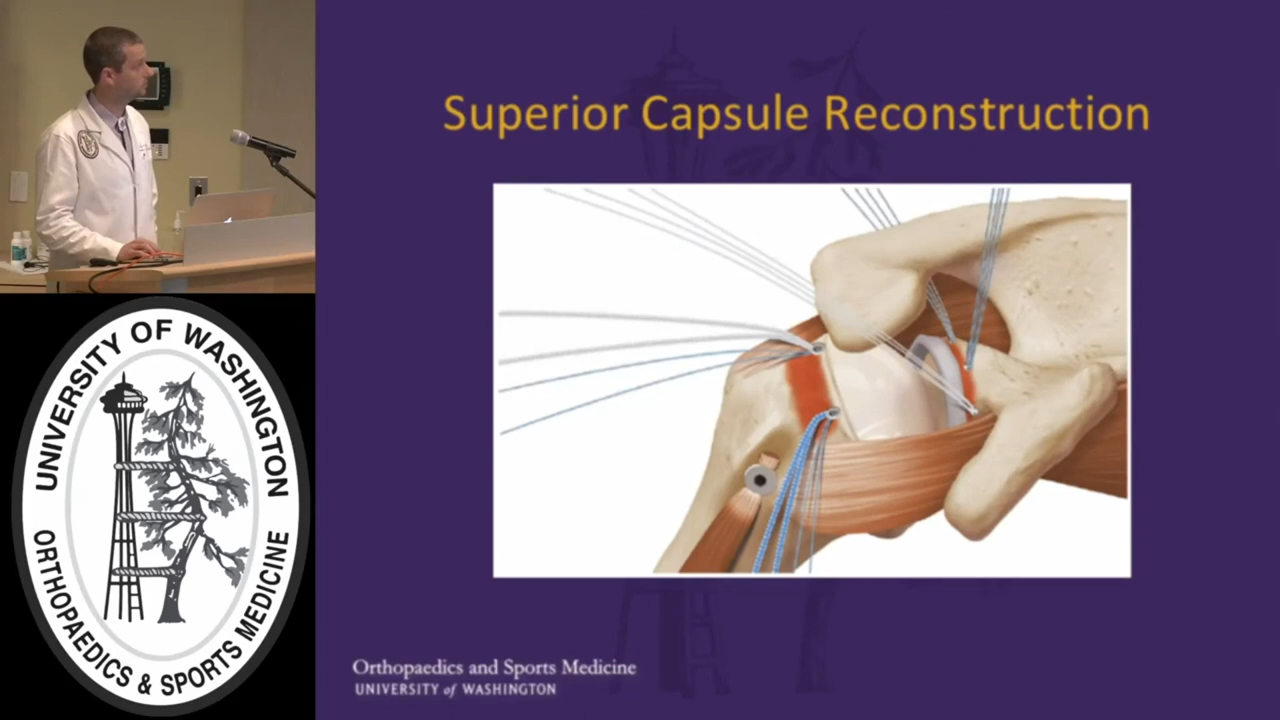 Superior Capsule Reconstruction
UNIVERSITY OF WASHINGTON
ORTHOPAEDICS & SPORTS MEDICINE
Orthopaedics and Sports Medicine
UNIVERSITY of WASHINGTON